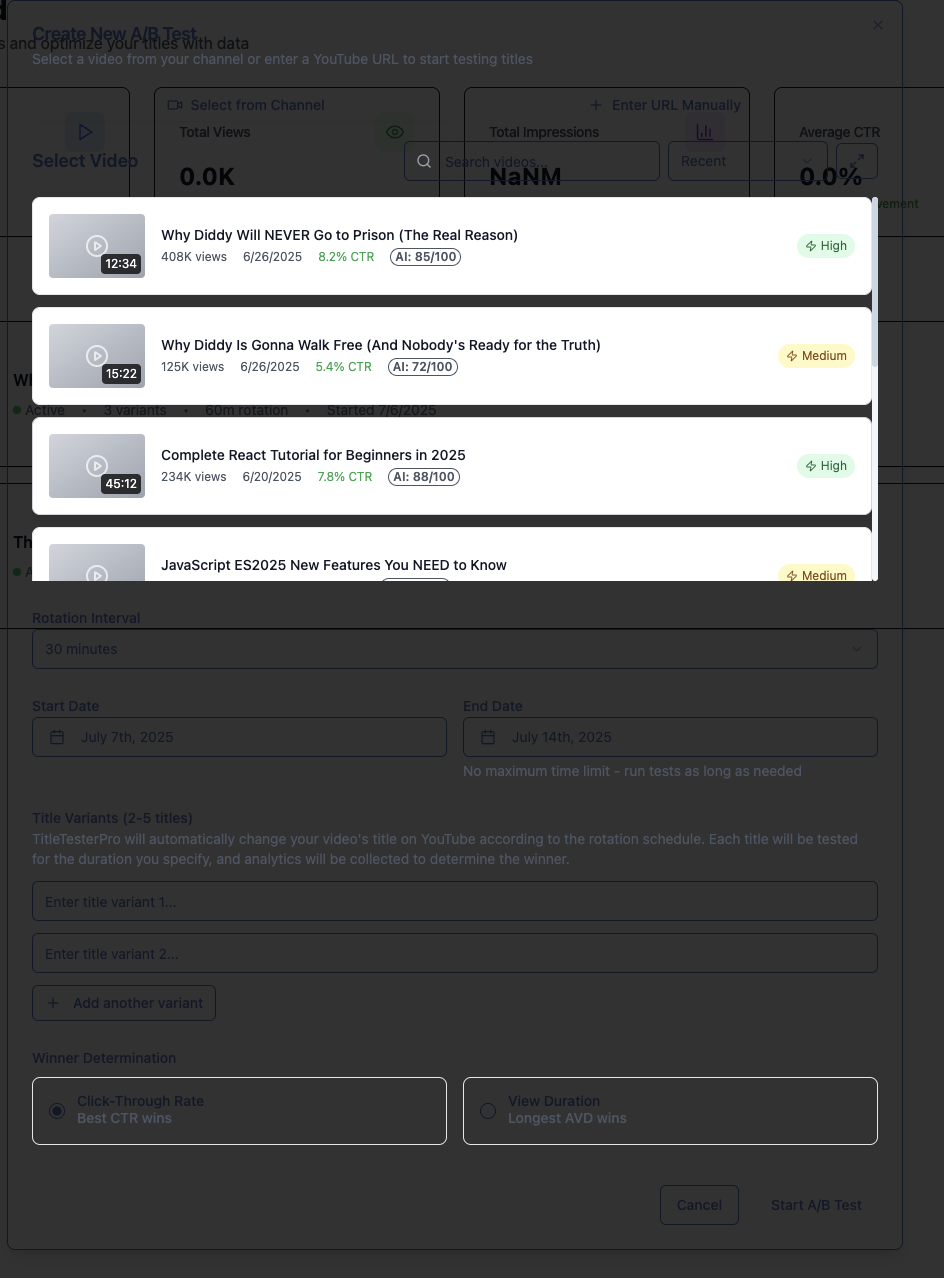 Create New A/B Test
s and optimize your titles with data
Select a video from your channel or enter a YouTube URL to start testing titles
Select from Channel
Enter URL Manually
Total Views
Total Impressions
Average CTR
Select Video
Search videos...
Recent
0.0K
NaNM
0.0%
vement
Why Diddy Will NEVER Go to Prison (The Real Reason)
408K views 6/26/2025 8.2% CTR AI: 85/100
12:34
High
Why Diddy Is Gonna Walk Free (And Nobody's Ready for the Truth)
125K views 6/26/2025 5.4% CTR AI: 72/100
15:22
Medium
Wh
Active • 3 variants • 60m rotation • Started 7/6/2025
Complete React Tutorial for Beginners in 2025
234K views 6/20/2025 7.8% CTR AI: 88/100
45:12
High
Th
A
JavaScript ES2025 New Features You NEED to Know
Medium
Rotation Interval
30 minutes
Start Date
End Date
July 7th, 2025
July 14th, 2025
No maximum time limit - run tests as long as needed
Title Variants (2-5 titles)
TitleTesterPro will automatically change your video's title on YouTube according to the rotation schedule. Each title will be tested
for the duration you specify, and analytics will be collected to determine the winner.
Enter title variant 1...
Enter title variant 2...
Add another variant
Winner Determination
Click-Through Rate
Best CTR wins
View Duration
Longest AVD wins
Cancel
Start A/B Test